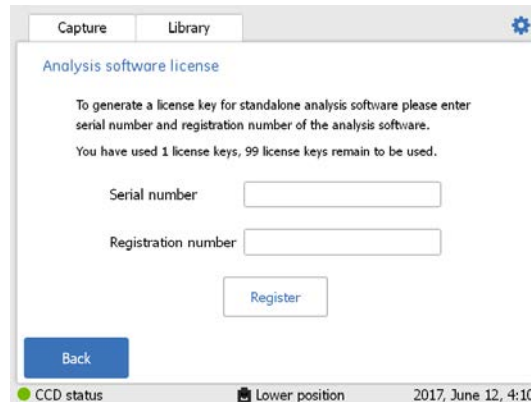 Capture Library
Analysis software license
To generate a license key for standalone analysis software please enter
serial number and registration number of the analysis software.
You have used 1 license keys, 99 license keys remain to be used.
Serial number
Registration number
Register
Back
CCD status Lower position 2017, June 12, 4:10